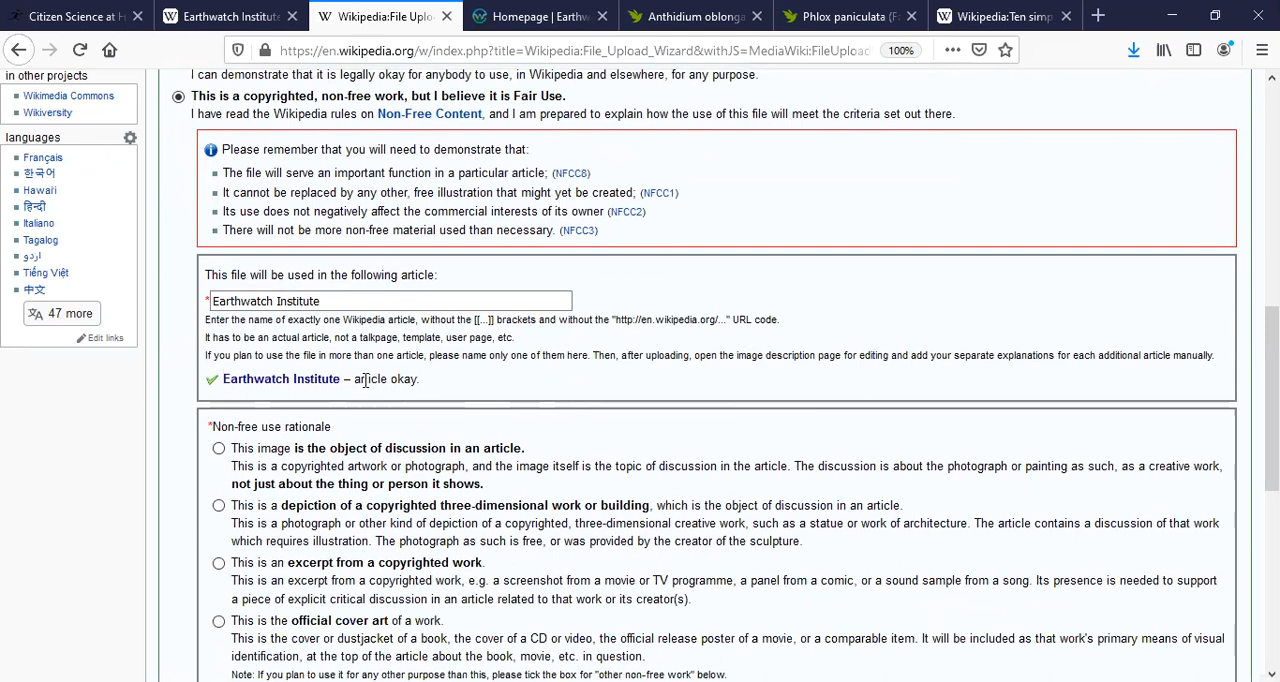 Citizen Science at H
Earthwatch Institute
Wikipedia:File Uplo
Homepage | Earthw
Anthidium oblonga
Phlox paniculata (F
Wikipedia:Ten simp
https://en.wikipedia.org/w/index.php?title=Wikipedia:File_Upload_Wizard&withJS=MediaWiki:FileUploac
100%
in other projects
Wikimedia Commons
Wikiversity
languages
Français
한국어
Hawaiʻi
हिन्दी
Italiano
Tagalog
اردو
Tiếng Việt
中文
47 more
Edit links
I can demonstrate that it is legally okay for anybody to use, in Wikipedia and elsewhere, for any purpose.
This is a copyrighted, non-free work, but I believe it is Fair Use.
I have read the Wikipedia rules on Non-Free Content, and I am prepared to explain how the use of this file will meet the criteria set out there.
Please remember that you will need to demonstrate that:
The file will serve an important function in a particular article; (NFCC8)
It cannot be replaced by any other, free illustration that might yet be created; (NFCC1)
Its use does not negatively affect the commercial interests of its owner (NFCC2)
There will not be more non-free material used than necessary. (NFCC3)
This file will be used in the following article:
*Earthwatch Institute
Enter the name of exactly one Wikipedia article, without the [[...]] brackets and without the "http://en.wikipedia.org/..." URL code.
It has to be an actual article, not a talkpage, template, user page, etc.
If you plan to use the file in more than one article, please name only one of them here. Then, after uploading, open the image description page for editing and add your separate explanations for each additional article manually.
Earthwatch Institute – article okay.
*Non-free use rationale
This image is the object of discussion in an article.
This is a copyrighted artwork or photograph, and the image itself is the topic of discussion in the article. The discussion is about the photograph or painting as such, as a creative work,
not just about the thing or person it shows.
This is a depiction of a copyrighted three-dimensional work or building, which is the object of discussion in an article.
This is a photograph or other kind of depiction of a copyrighted, three-dimensional creative work, such as a statue or work of architecture. The article contains a discussion of that work
which requires illustration. The photograph as such is free, or was provided by the creator of the sculpture.
This is an excerpt from a copyrighted work.
This is an excerpt from a copyrighted work, e.g. a screenshot from a movie or TV programme, a panel from a comic, or a sound sample from a song. Its presence is needed to support
a piece of explicit critical discussion in an article related to that work or its creator(s).
This is the official cover art of a work.
This is the cover or dustjacket of a book, the cover of a CD or video, the official release poster of a movie, or a comparable item. It will be included as that work's primary means of visual
identification, at the top of the article about the book, movie, etc. in question.
Note: If you plan to use it for any other purpose than this, please tick the box for "other non-free work" below.